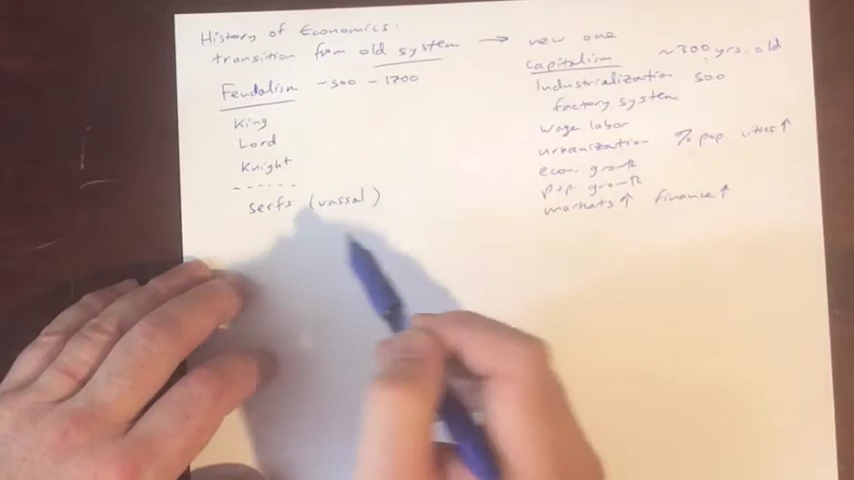 History of Economics:
transition from old system → new one
Feudalism ~500 - 1700
King
Lord
Knight
serfs (vassal)
Capitalism ~300 yrs. old
Industrialization 500
factory system
wage labor
urbanization % pop. cities ↑
econ. growth
pop. growth
markets ↑ finance ↑